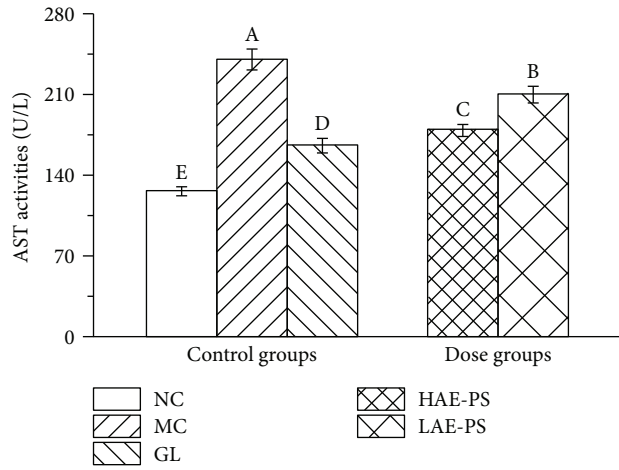 280
210
140
70
0
AST activities (U/L)
E
A
D
C
B
Control groups
Dose groups
NC
MC
GL
HAE-PS
LAE-PS